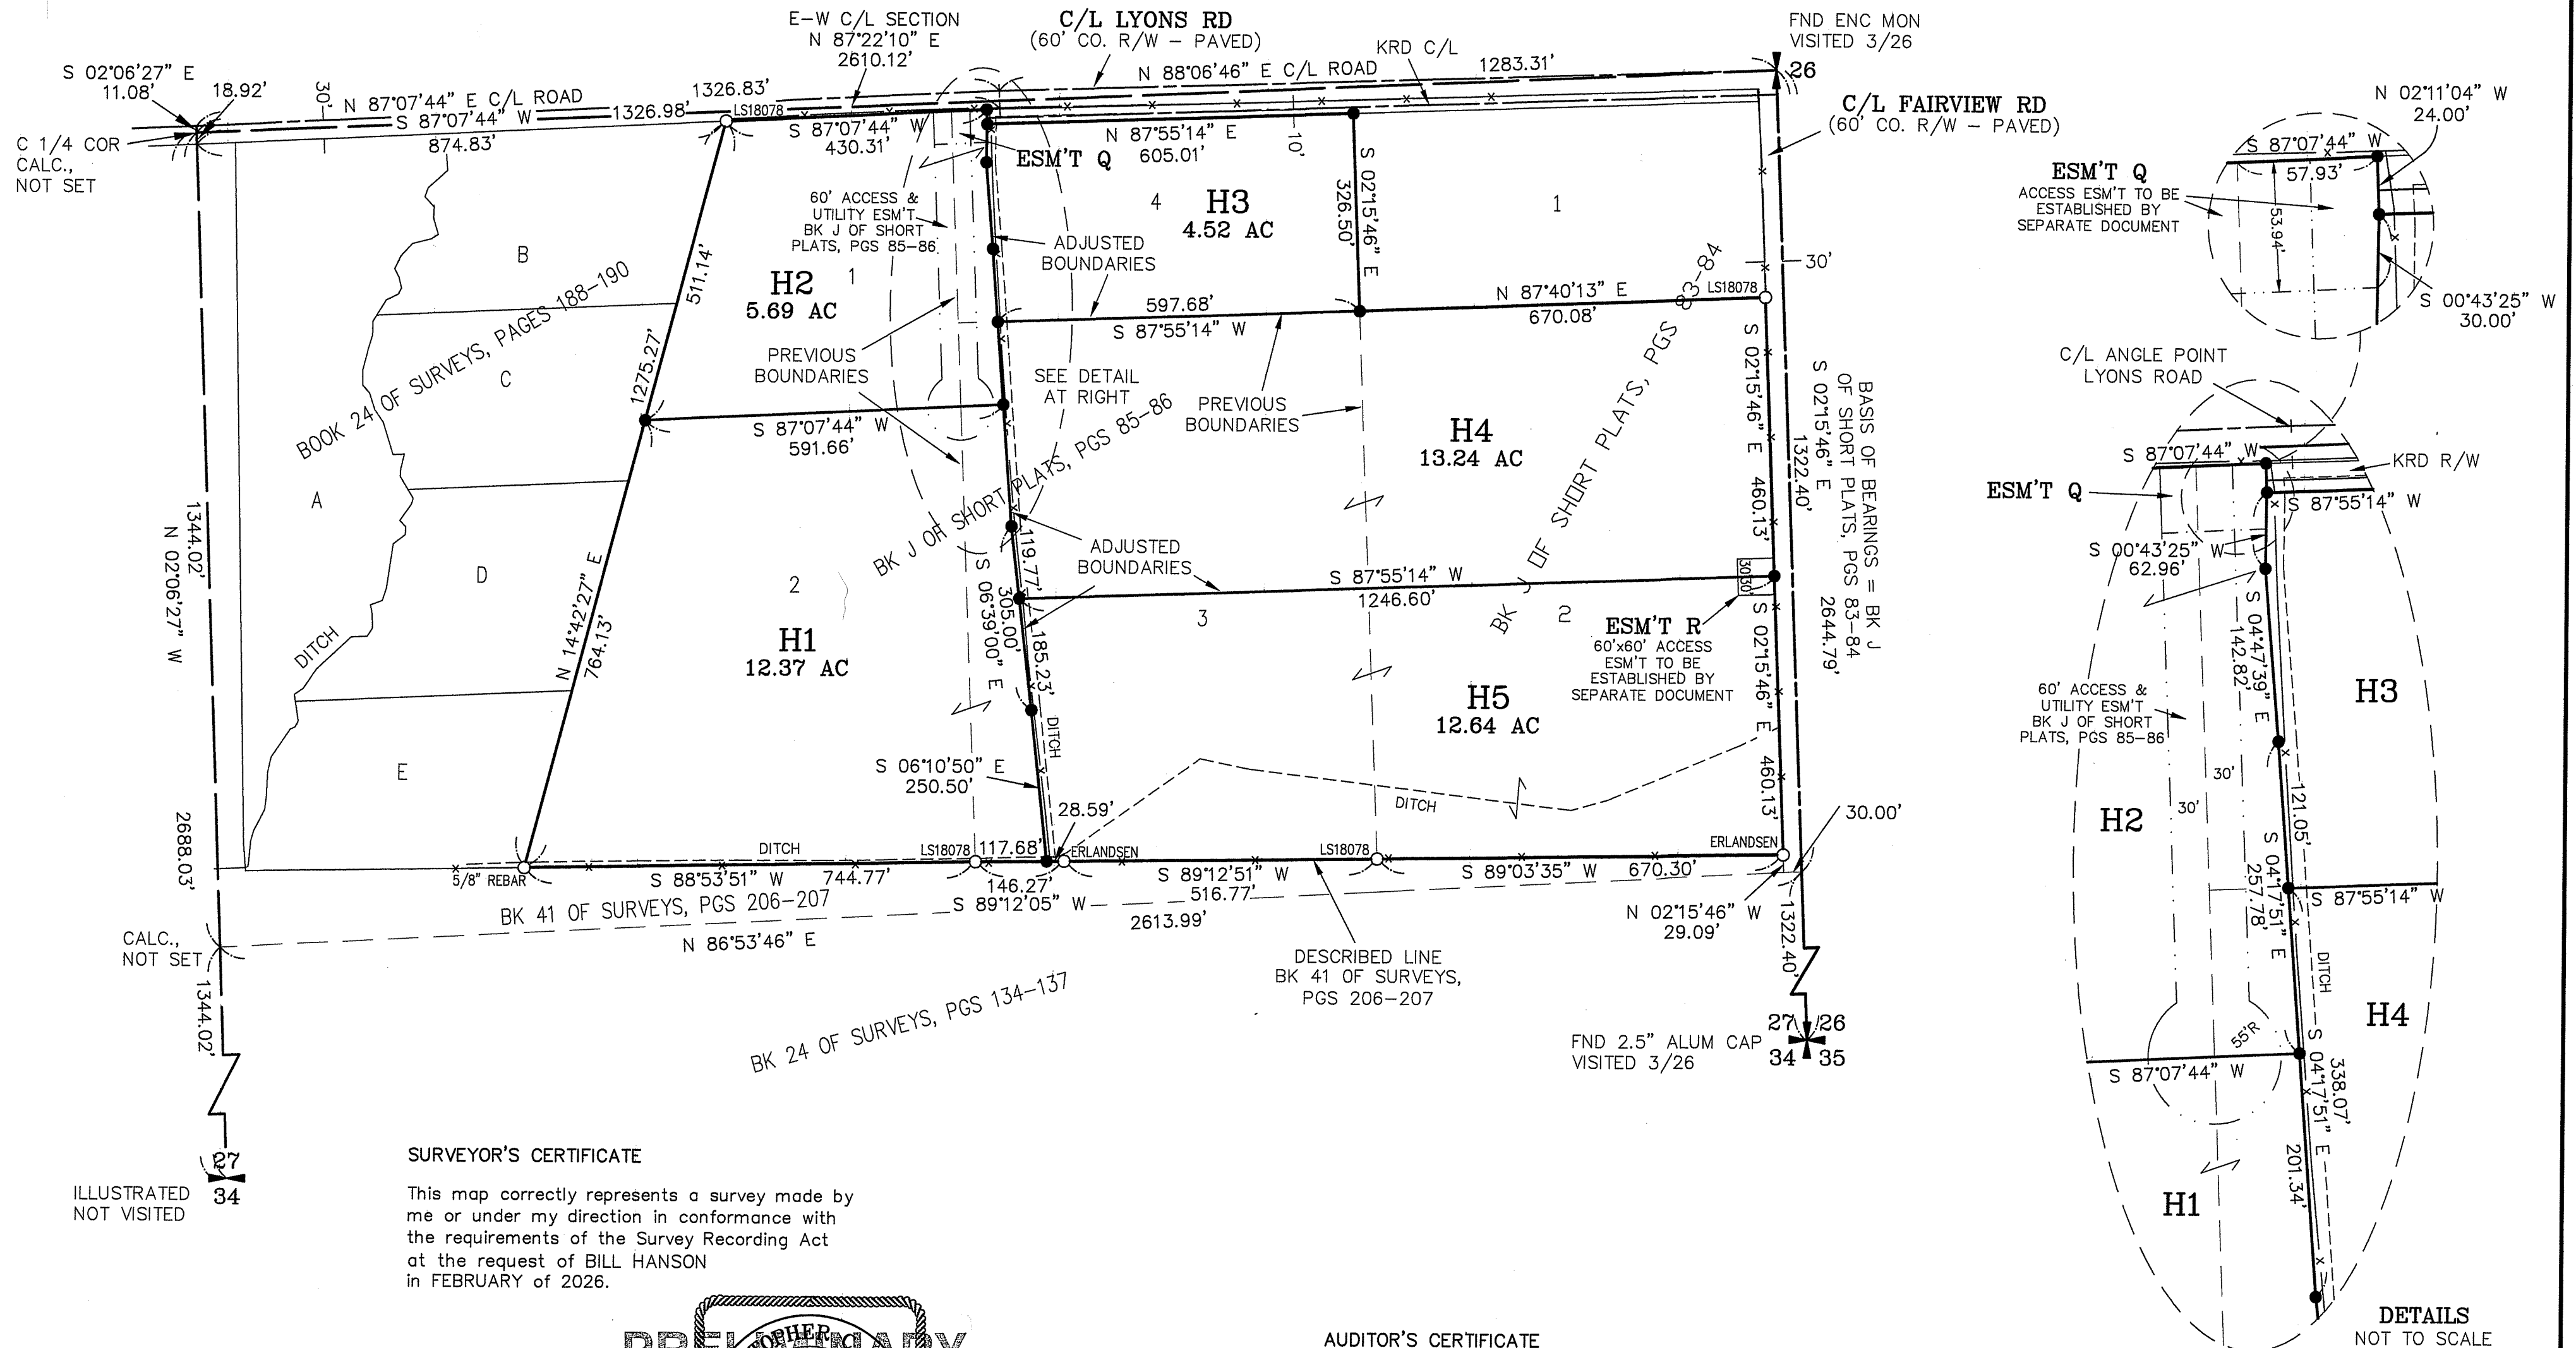 E-W C/L SECTION
N 87°22'10" E
2610.12'
C/L LYONS RD
(60' CO. R/W - PAVED)
KRD C/L
FND ENC MON
VISITED 3/26
26
S 02°06'27" E
11.08'
18.92'
30'
N 87°07'44" E C/L ROAD
S 87°07'44" W
874.83'
1326.98'
1326.83'
LS18078
N 88°06'46" E C/L ROAD
1283.31'
C 1/4 COR
CALC.,
NOT SET
S 87°07'44" W
430.31'
ESM'T Q
N 87°55'14" E
605.01'
10'
C/L FAIRVIEW RD
(60' CO. R/W - PAVED)
60' ACCESS &
UTILITY ESM'T
BK J OF SHORT
PLATS, PGS 85-86
1
H2
5.69 AC
4
H3
4.52 AC
S 02°15'46" E
326.50'
1
30'
ADJUSTED
BOUNDARIES
B
C
A
D
E
BOOK 24 OF SURVEYS, PAGES 188-190
DITCH
511.14'
1275.27'
N 14°42'27" E
764.13'
597.68'
S 87°55'14" W
N 87°40'13" E
670.08'
LS18078
PREVIOUS
BOUNDARIES
SEE DETAIL
AT RIGHT
PREVIOUS
BOUNDARIES
S 87°07'44" W
591.66'
BK J OF SHORT PLATS, PGS 85-86
BK J OF SHORT PLATS, PGS 83-84
H4
13.24 AC
S 02°15'46" E
460.13'
S 02°15'46" E
1322.40'
BASIS OF BEARINGS = BK J
OF SHORT PLATS, PGS 83-84
2644.79'
1344.02'
N 02°06'27" W
2
H1
12.37 AC
119.77'
305.00'
S 06°39'00" E
185.23'
DITCH
ADJUSTED
BOUNDARIES
S 87°55'14" W
1246.60'
3
2
30'
30'
ESM'T R
60'x60' ACCESS
ESM'T TO BE
ESTABLISHED BY
SEPARATE DOCUMENT
S 02°15'46" E
460.13'
H5
12.64 AC
S 06°10'50" E
250.50'
28.59'
DITCH
30.00'
2688.03'
5/8" REBAR
DITCH
S 88°53'51" W
744.77'
LS18078
117.68'
ERLANDSEN
146.27'
S 89°12'05" W
S 89°12'51" W
516.77'
LS18078
S 89°03'35" W
670.30'
ERLANDSEN
BK 41 OF SURVEYS, PGS 206-207
2613.99'
N 86°53'46" E
N 02°15'46" W
29.09'
1322.40'
CALC.,
NOT SET
1344.02'
DESCRIBED LINE
BK 41 OF SURVEYS,
PGS 206-207
BK 24 OF SURVEYS, PGS 134-137
FND 2.5" ALUM CAP
VISITED 3/26
27 26
34 35
27
34
ILLUSTRATED
NOT VISITED
SURVEYOR'S CERTIFICATE
This map correctly represents a survey made by
me or under my direction in conformance with
the requirements of the Survey Recording Act
at the request of BILL HANSON
in FEBRUARY of 2026.
PRELIMINARY
AUDITOR'S CERTIFICATE
N 02°11'04" W
24.00'
S 87°07'44" W
57.93'
53.94'
ESM'T Q
ACCESS ESM'T TO BE
ESTABLISHED BY
SEPARATE DOCUMENT
S 00°43'25" W
30.00'
C/L ANGLE POINT
LYONS ROAD
S 87°07'44" W
KRD R/W
ESM'T Q
S 87°55'14" W
S 00°43'25" W
62.96'
S 04°47'39" E
142.82'
60' ACCESS &
UTILITY ESM'T
BK J OF SHORT
PLATS, PGS 85-86
30'
30'
H3
H2
121.05'
S 04°17'51" E
257.78'
S 87°55'14" W
DITCH
H4
55'R
S 87°07'44" W
338.07'
S 04°17'51" E
201.34'
H1
DETAILS
NOT TO SCALE